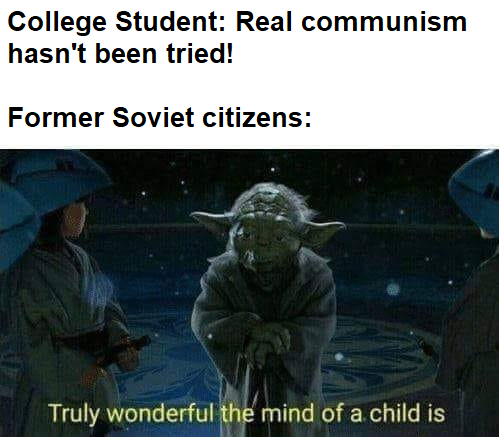 College Student: Real communism
hasn't been tried!
Former Soviet citizens:
Truly wonderful the mind of a child is